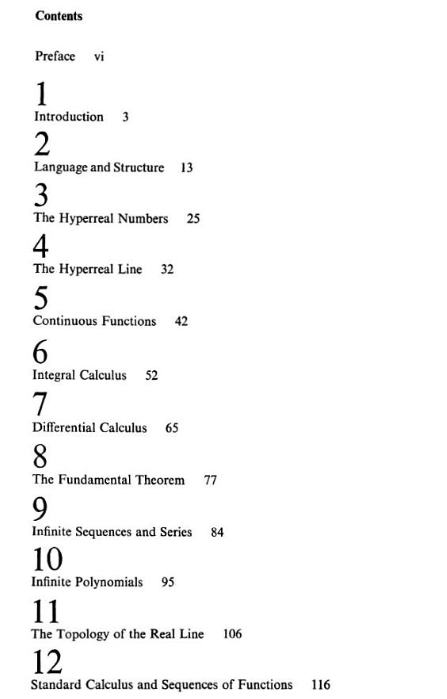 Contents
Preface vi
1
Introduction 3
2
Language and Structure 13
3
The Hyperreal Numbers 25
4
The Hyperreal Line 32
5
Continuous Functions 42
6
Integral Calculus 52
7
Differential Calculus 65
8
The Fundamental Theorem 77
9
Infinite Sequences and Series 84
10
Infinite Polynomials 95
11
The Topology of the Real Line 106
12
Standard Calculus and Sequences of Functions 116